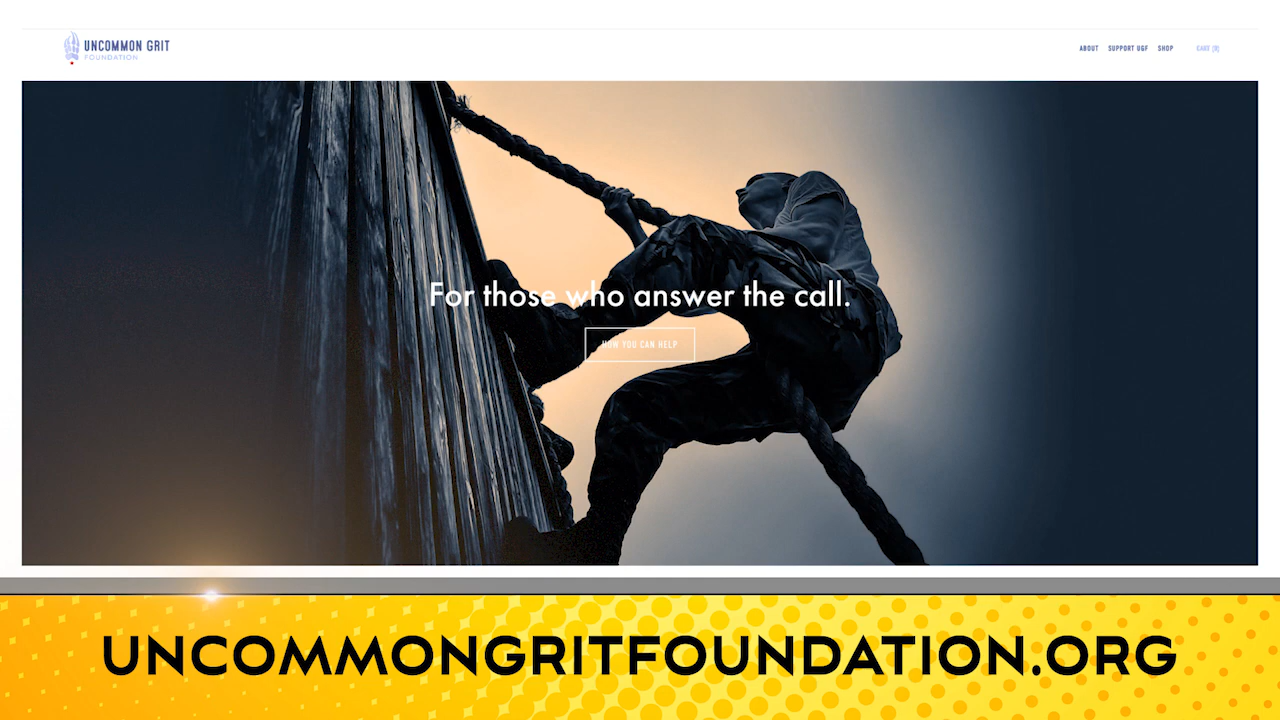 UNCOMMON GRIT
FOUNDATION
ABOUT SUPPORT UGF SHOP CART
For those who answer the call.
HOW YOU CAN HELP
UNCOMMONGRITFOUNDATION.ORG